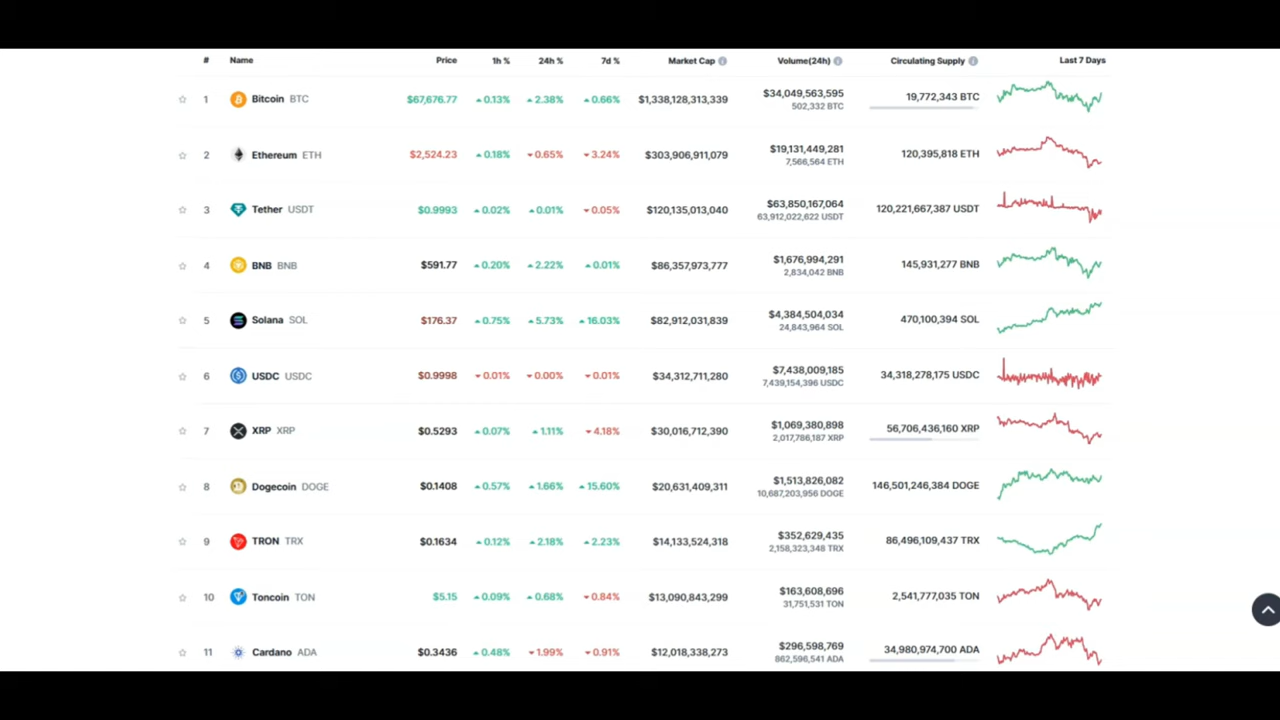 # Name Price 1h % 24h % 7d % Market Cap Volume(24h) Circulating Supply Last 7 Days
1 Bitcoin BTC $67,676.77 0.13% 2.38% 0.66% $1,338,128,313,339 $34,049,563,595 19,772,343 BTC
502,332 BTC
2 Ethereum ETH $2,524.23 0.18% 0.65% 3.24% $303,906,911,079 $19,131,449,281 120,395,818 ETH
7,566,564 ETH
3 Tether USDT $0.9993 0.02% 0.01% 0.05% $120,135,013,040 $63,850,167,064 120,221,667,387 USDT
63,912,022,622 USDT
4 BNB BNB $591.77 0.20% 2.22% 0.01% $86,357,973,777 $1,676,994,291 145,931,277 BNB
2,834,042 BNB
5 Solana SOL $176.37 0.75% 5.73% 16.03% $82,912,031,839 $4,384,504,034 470,100,394 SOL
24,843,964 SOL
6 USDC USDC $0.9998 0.01% 0.00% 0.01% $34,312,711,280 $7,438,009,185 34,318,278,175 USDC
7,439,154,396 USDC
7 XRP XRP $0.5293 0.07% 1.11% 4.18% $30,016,712,390 $1,069,380,898 56,706,436,160 XRP
2,017,786,187 XRP
8 Dogecoin DOGE $0.1408 0.57% 1.66% 15.60% $20,631,409,311 $1,513,826,082 146,501,246,384 DOGE
10,687,203,956 DOGE
9 TRON TRX $0.1634 0.12% 2.18% 2.23% $14,133,524,318 $352,629,435 86,496,109,437 TRX
2,158,323,348 TRX
10 Toncoin TON $5.15 0.09% 0.68% 0.84% $13,090,843,299 $163,608,696 2,541,777,035 TON
31,751,531 TON
11 Cardano ADA $0.3436 0.48% 1.99% 0.91% $12,018,338,273 $296,598,769 34,980,974,700 ADA
862,596,541 ADA